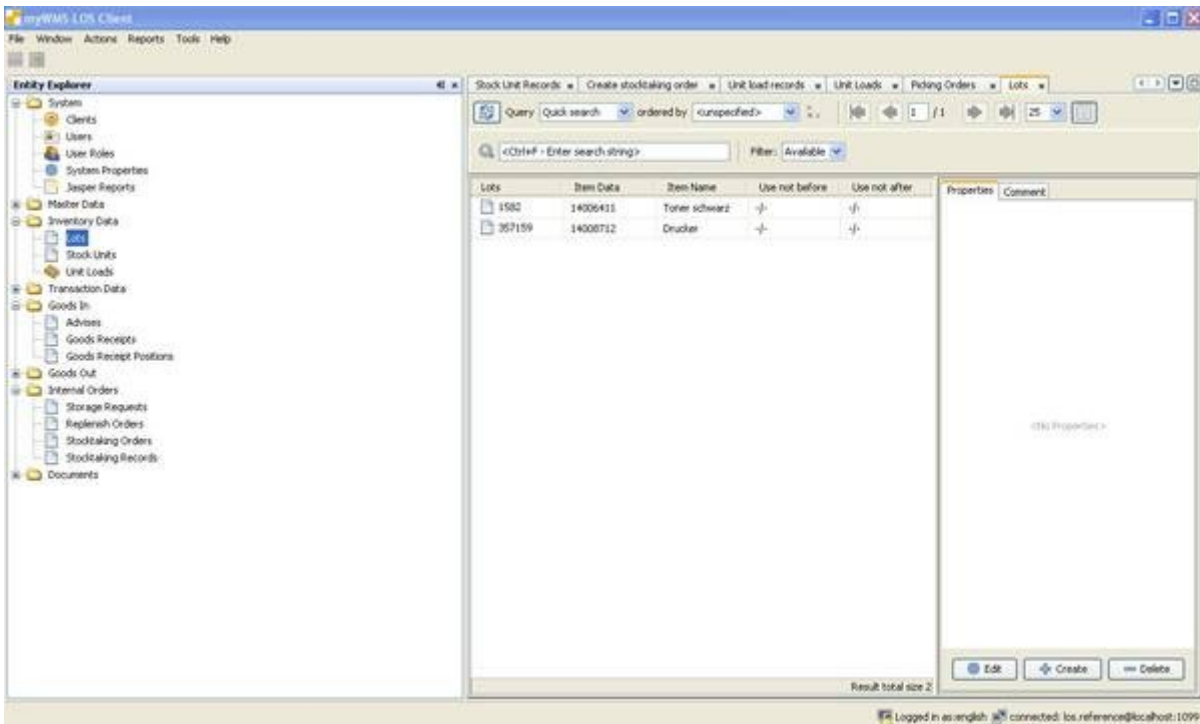 myWMS LOS Client
File Window Actions Reports Tools Help
Entity Explorer
System
Clients
Users
User Roles
System Properties
Jasper Reports
Master Data
Inventory Data
Lots
Stock Units
Unit Loads
Transaction Data
Goods In
Advises
Goods Receipts
Goods Receipt Positions
Goods Out
Internal Orders
Storage Requests
Replenish Orders
Stocktaking Orders
Stocktaking Records
Documents
Stock Unit Records Create stocktaking order Unit load records Unit Loads Picking Orders Lots
Query Quick search ordered by <unspecified> 1 /1 25
<Ctrl+F - Enter search string> Filter: Available
Lots Item Data Item Name Use not before Use not after
1582 14006411 Toner schwarz -/- -/-
357159 14008712 Drucker -/- -/-
Result total size 2
Properties Comment
<No Properties>
Edit Create Delete
Logged in as:english connected: los.reference@localhost:1099